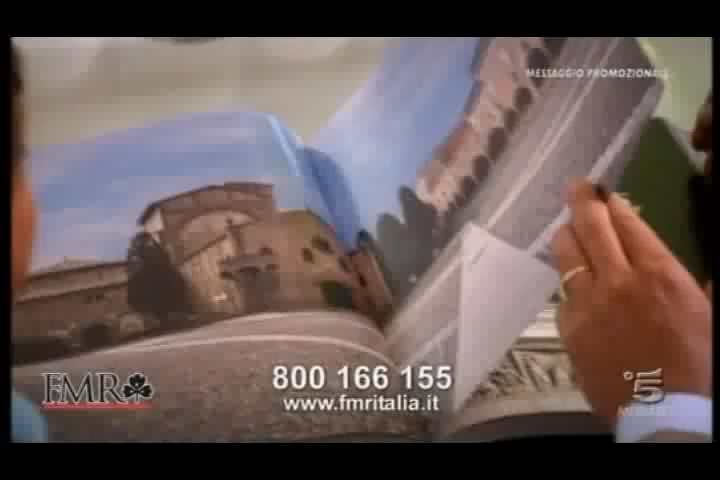 MESSAGGIO PROMOZIONALE
FMR
800 166 155
www.fmritalia.it
5